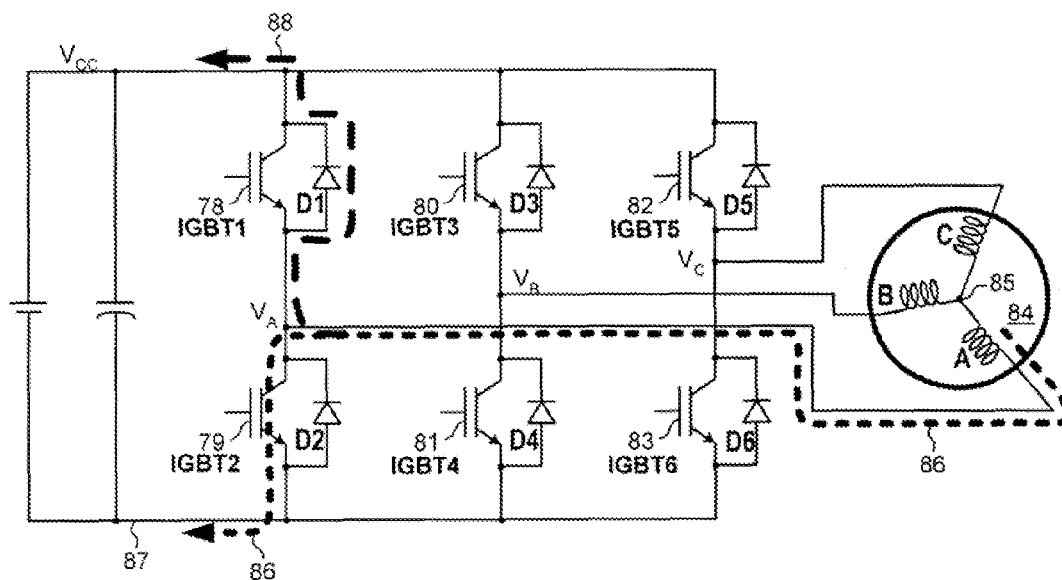 88
V_CC
78
IGBT1
D1
80
IGBT3
D3
82
IGBT5
D5
C
V_C
V_B
B
85
84
V_A
A
79
IGBT2
D2
81
IGBT4
D4
83
IGBT6
D6
86
87
86